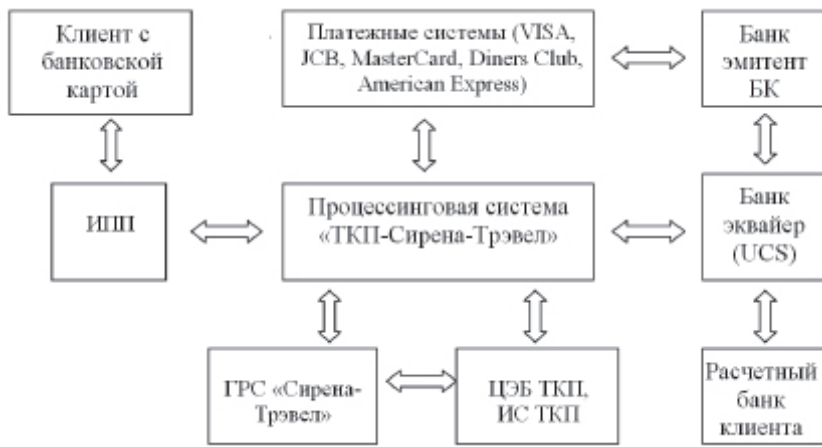 Клиент с
банковской
картой
Платежные системы (VISA,
JCB, MasterCard, Diners Club,
American Express)
Банк
эмитент
БК
ИПП
Процессинговая система
«ТКП-Сирена-Трэвел»
Банк
эквайер
(UCS)
ГРС «Сирена-
Трэвел»
ЦЭБ ТКП,
ИС ТКП
Расчетный
банк
клиента